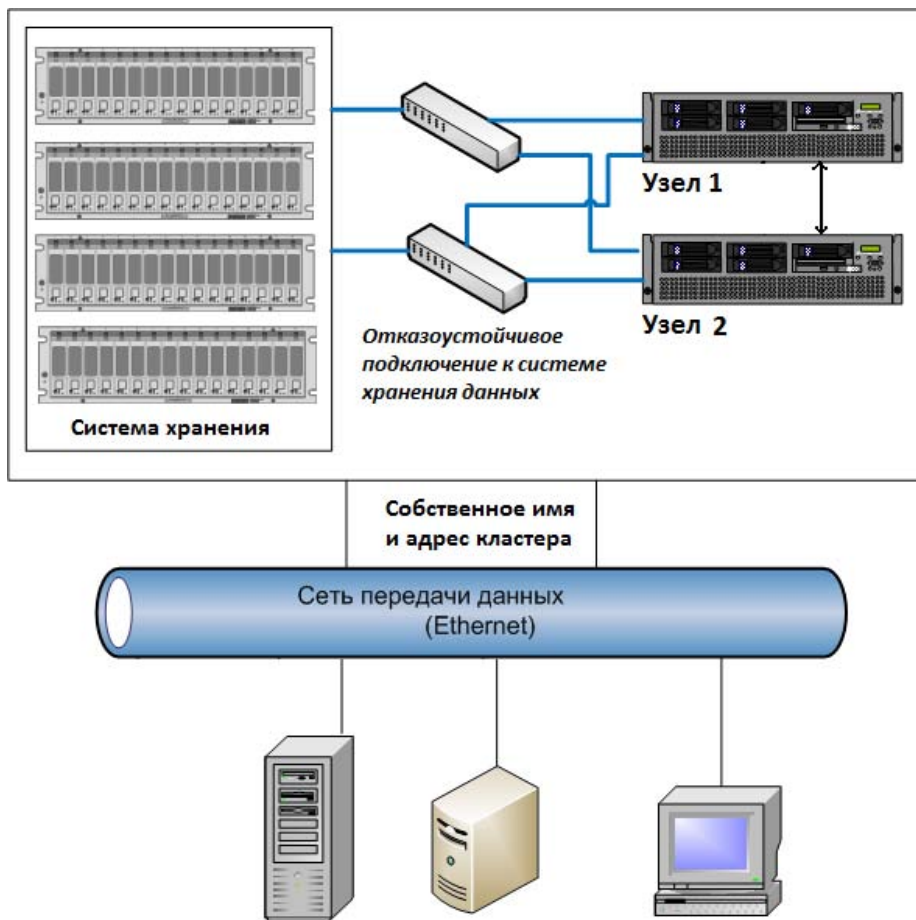 Узел 1
Узел 2
Отказоустойчивое
подключение к системе
хранения данных
Система хранения
Собственное имя
и адрес кластера
Сеть передачи данных
(Ethernet)